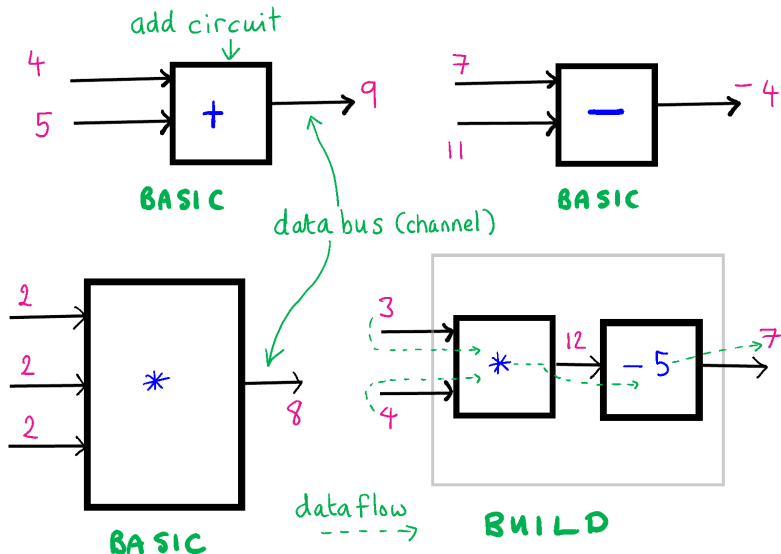 add circuit
4
5
+
9
BASIC
7
11
-
-4
BASIC
data bus (channel)
2
2
2
*
8
BASIC
3
4
*
12
- 5
7
dataflow
BUILD